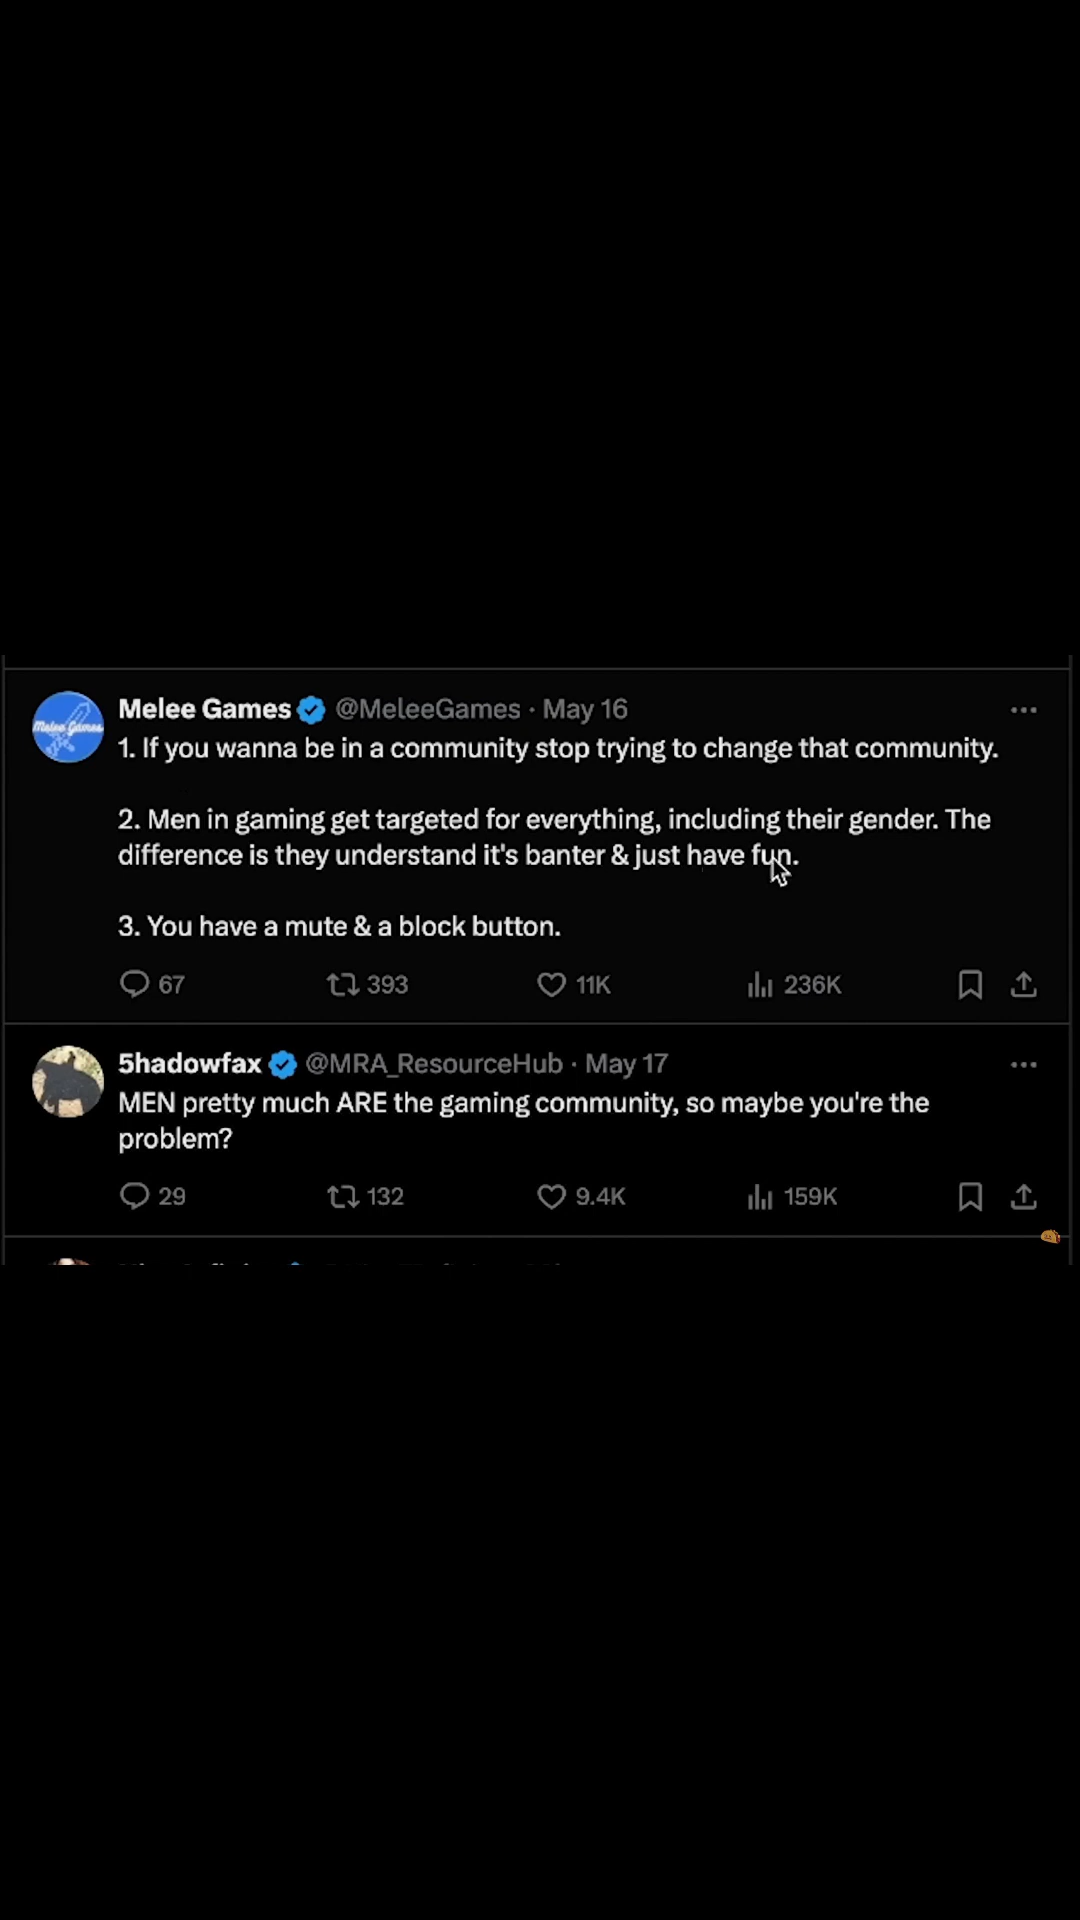 Melee Games @MeleeGames · May 16
1. If you wanna be in a community stop trying to change that community.
2. Men in gaming get targeted for everything, including their gender. The
difference is they understand it's banter & just have fun.
3. You have a mute & a block button.
67 393 11K 236K
5hadowfax @MRA_ResourceHub · May 17
MEN pretty much ARE the gaming community, so maybe you're the
problem?
29 132 9.4K 159K